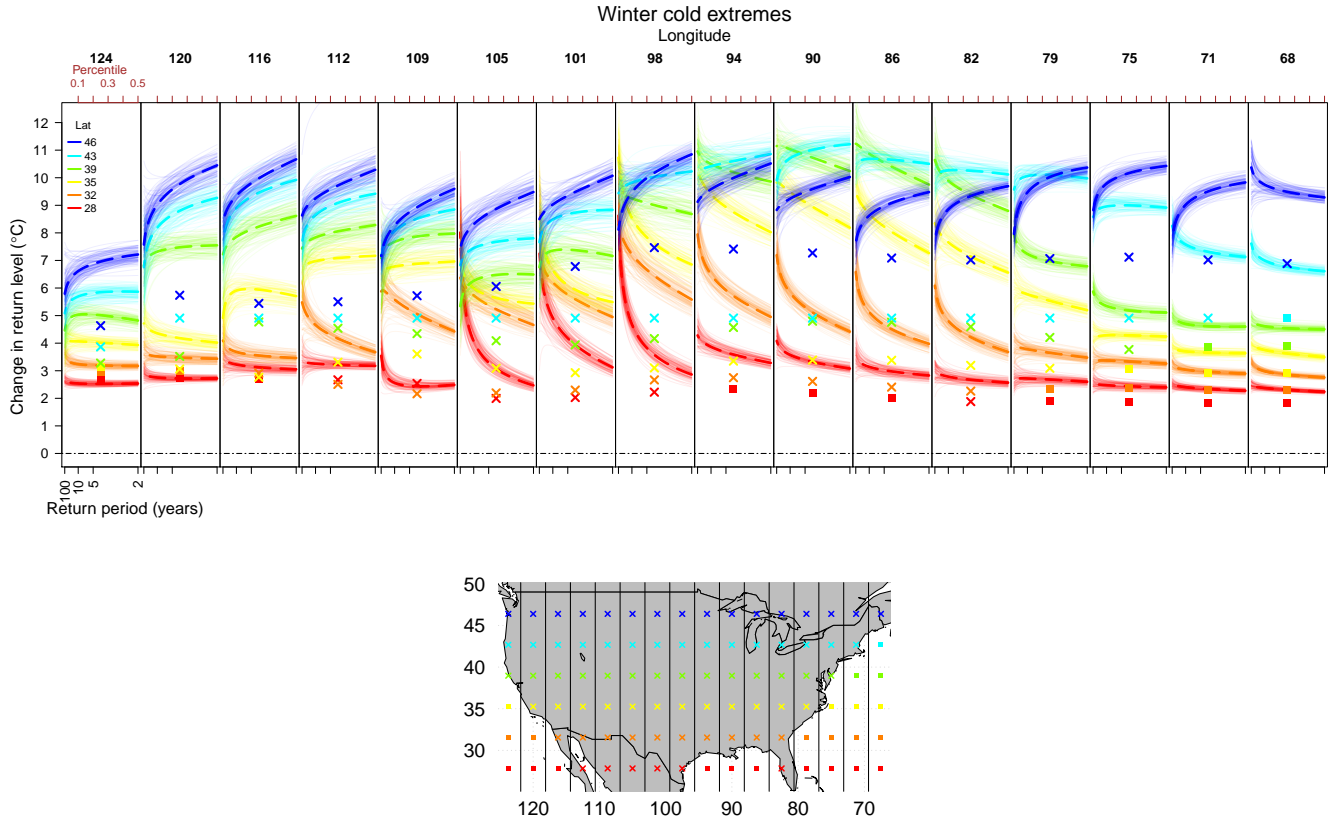 Winter cold extremes
Longitude
124 120 116 112 109 105 101 98 94 90 86 82 79 75 71 68
Percentile
0.1 0.3 0.5
12
11
10
9
8
7
6
5
4
3
2
1
0
Change in return level (°C)
Lat
46
43
39
35
32
28
100 10 5 2
Return period (years)
50
45
40
35
30
120 110 100 90 80 70